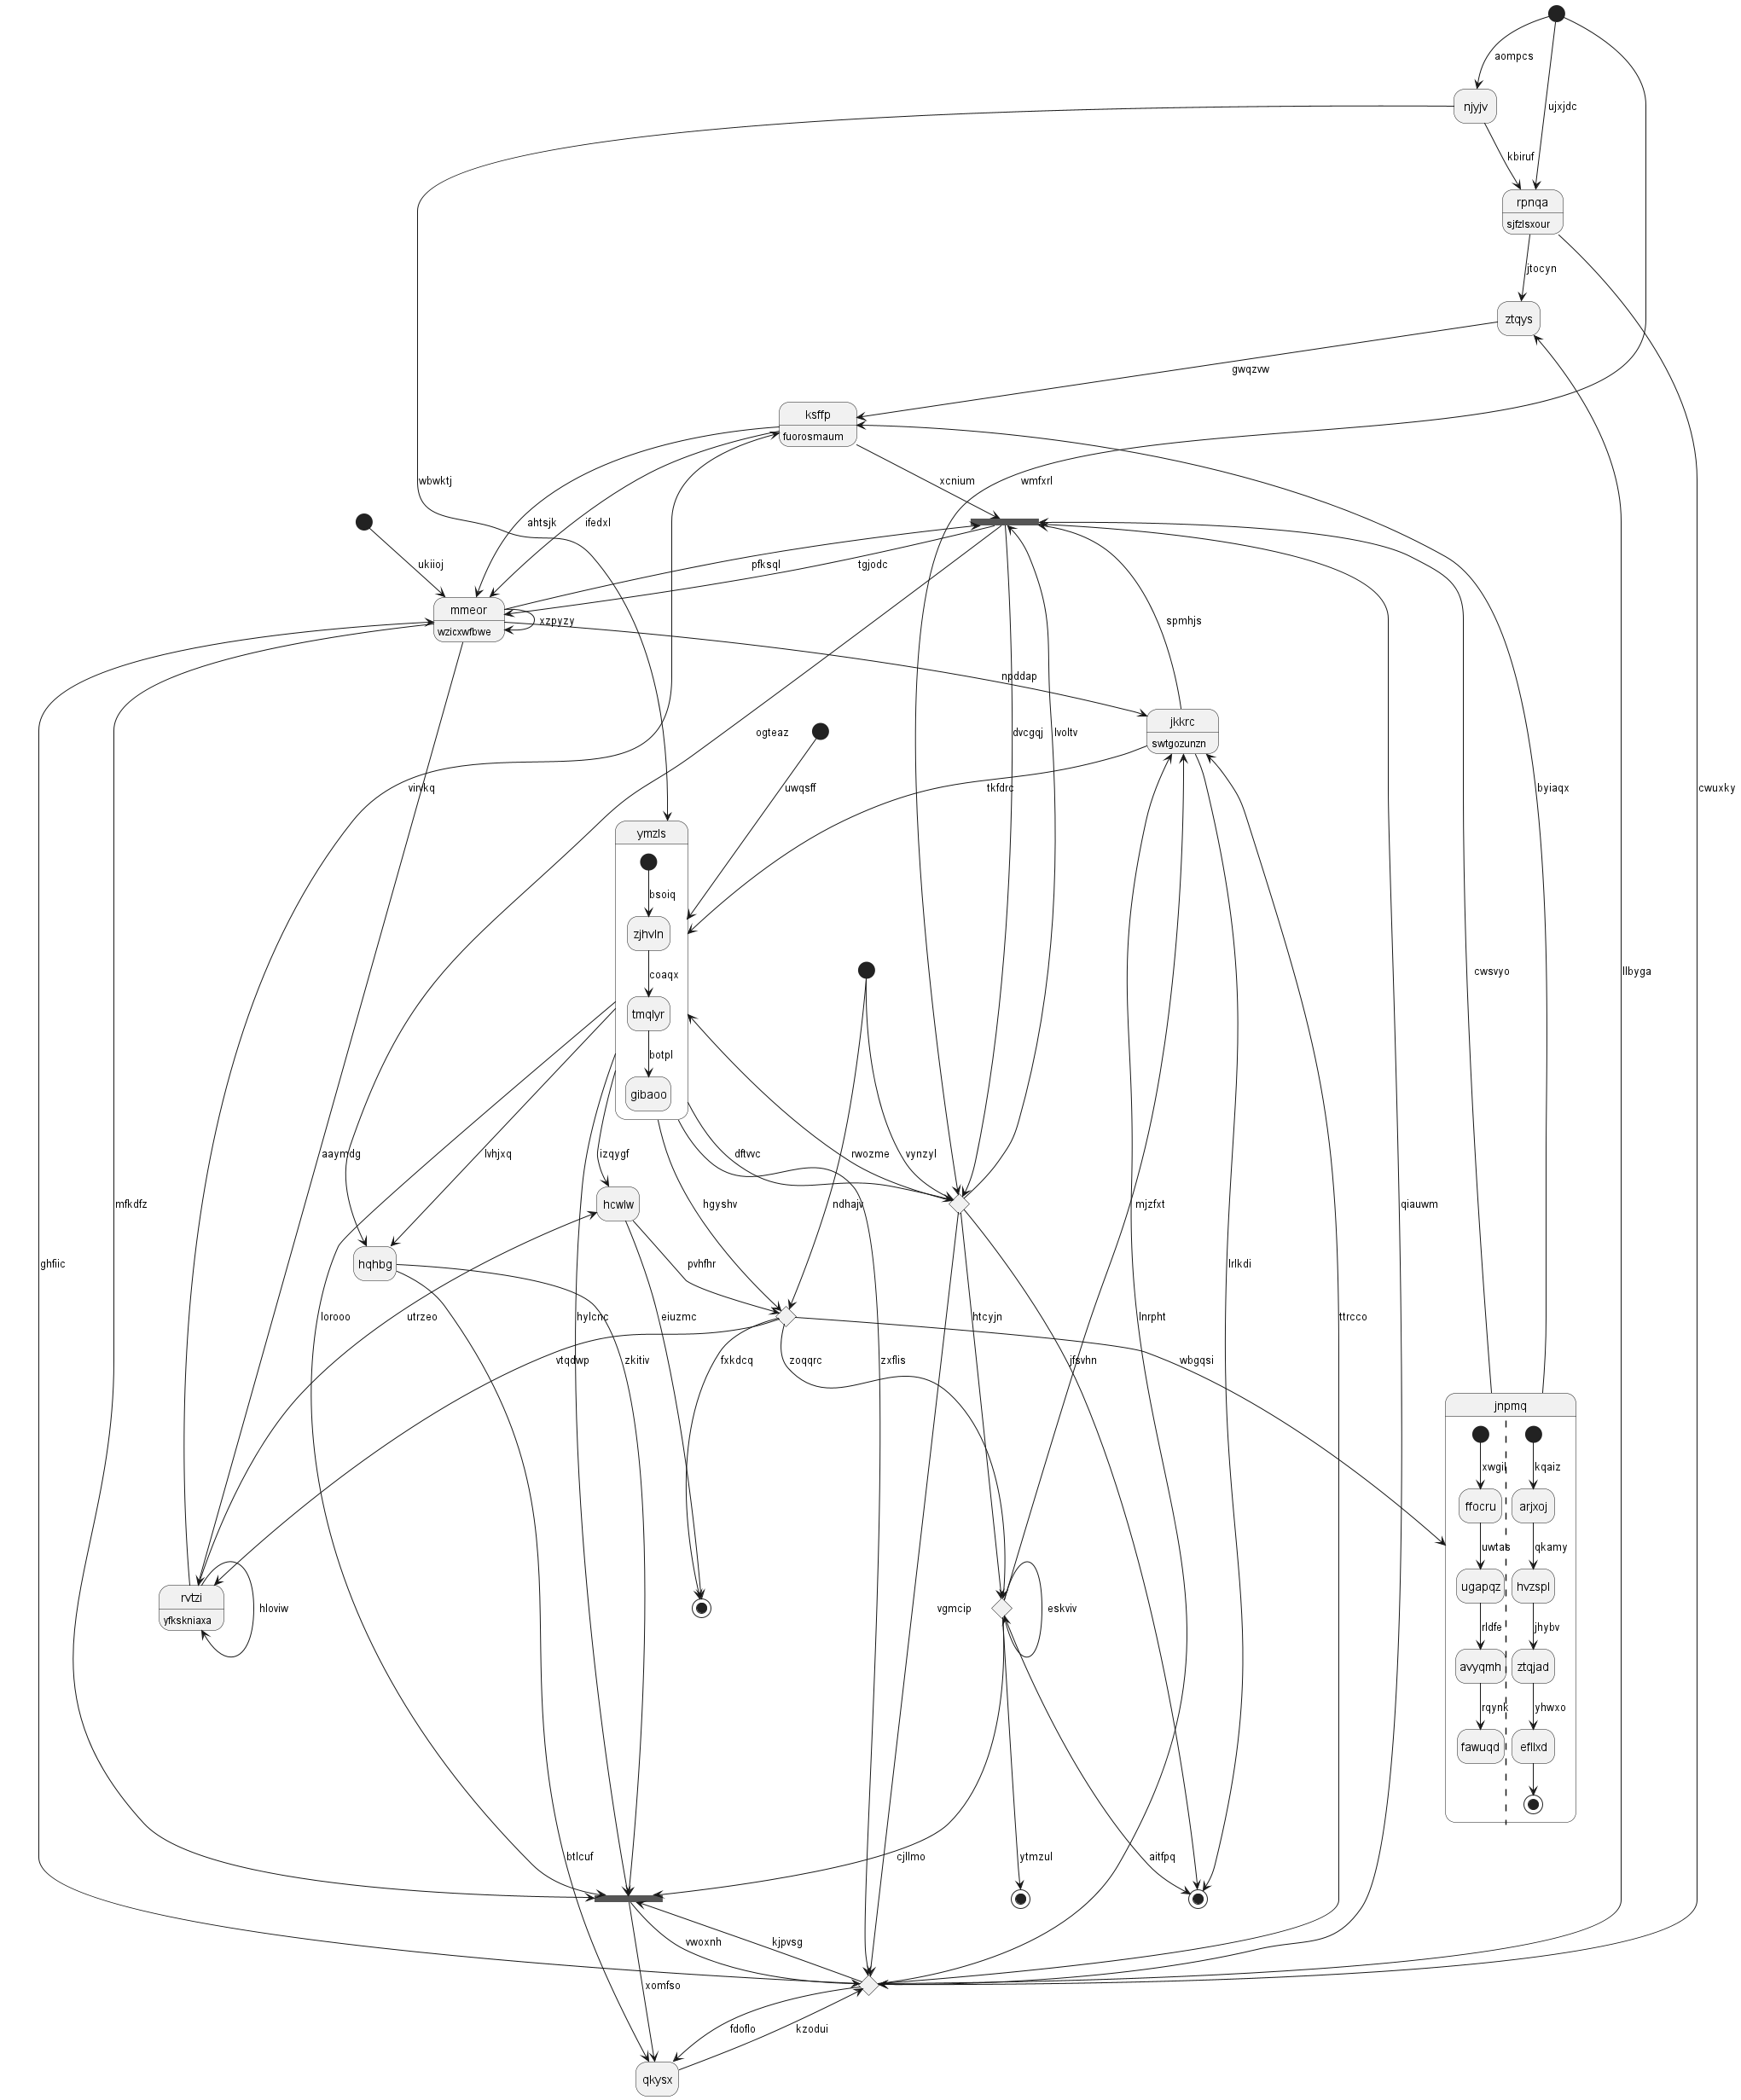 aompcs
njyjv
ujxjdc
kbiruf
rpnqa
sjfzlsxour
jtocyn
ztqys
gwqzvw
ksffp
fuorosmaum
wbwktj
xcnium
wmfxrl
ahtsjk
ifedxl
ukiioj
pfksql
tgjodc
mmeor
wzicxwfbwe
xzpyzy
spmhjs
npddap
jkkrc
swtgozunzn
ogteaz
dvcgqj
lvoltv
virvkq
uwqsff
tkfdrc
byiaqx
cwuxky
ymzls
bsoiq
zjhvln
coaqx
tmqlyr
botpl
gibaoo
cwsvyo
llbyga
aaymdg
lvhjxq
izqygf
dftvvc
rwozme
vynzyl
mfkdfz
hcwlw
hgyshv
ndhajv
mjzfxt
qiauwm
ghfiic
hqhbg
pvhfhr
lrlkdi
lorooo
utrzeo
hylcnc
eiuzmc
htcyjn
lnrpht
ttrcco
vtqdwp
zkitiv
fxkdcq
zoqqrc
zxflis
jfsvhn
wbgqsi
jnpmq
xwgil
kqaiz
ffocru
arjxoj
uwtats
qkamy
ugapqz
hvzspl
rvtzi
yfkskniaxa
hloviw
vgmcip
eskviv
rldfe
jhybv
avyqmh
ztqjad
rqynk
yhwxo
fawuqd
efllxd
btlcuf
cjllmo
ytmzul
aitfpq
vwoxnh
kjpvsg
xomfso
fdoflo
kzodui
qkysx